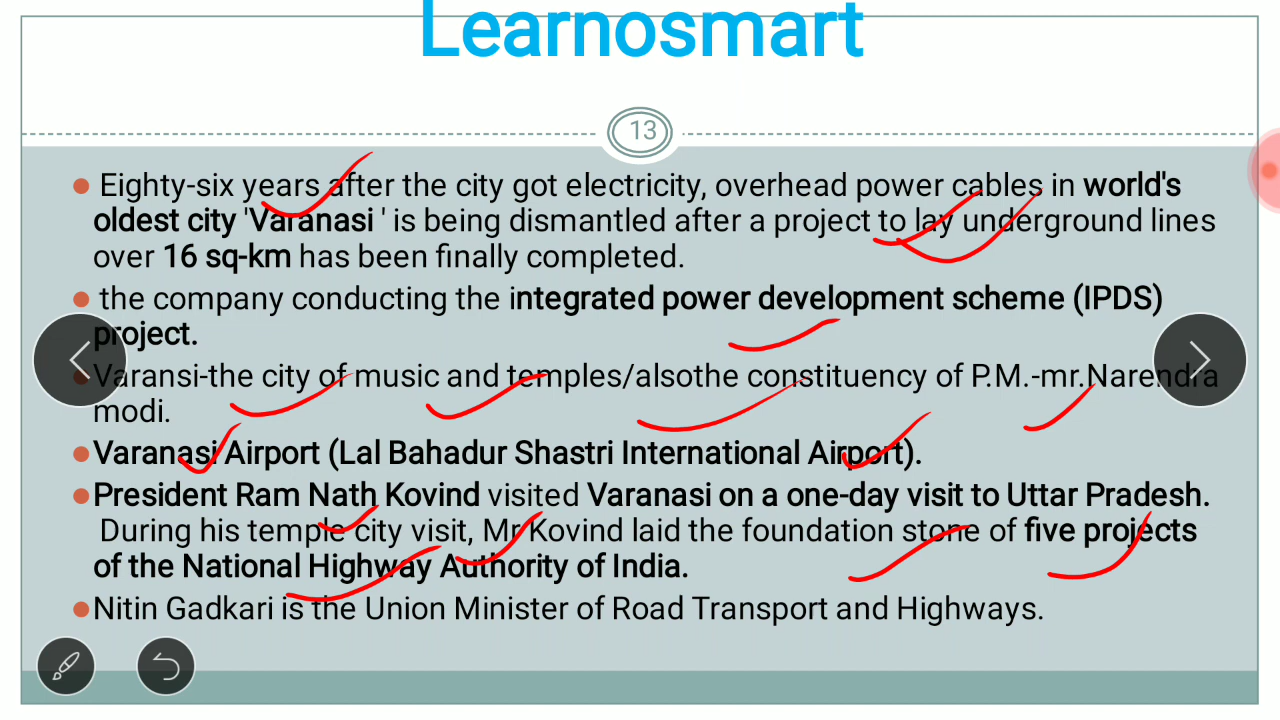 Learnosmart
13
Eighty-six years after the city got electricity, overhead power cables in world's
oldest city 'Varanasi ' is being dismantled after a project to lay underground lines
over 16 sq-km has been finally completed.
the company conducting the integrated power development scheme (IPDS)
project.
Varansi-the city of music and temples/alsothe constituency of P.M.-mr.Narendra
modi.
Varanasi Airport (Lal Bahadur Shastri International Airport).
President Ram Nath Kovind visited Varanasi on a one-day visit to Uttar Pradesh.
During his temple city visit, Mr Kovind laid the foundation stone of five projects
of the National Highway Authority of India.
Nitin Gadkari is the Union Minister of Road Transport and Highways.